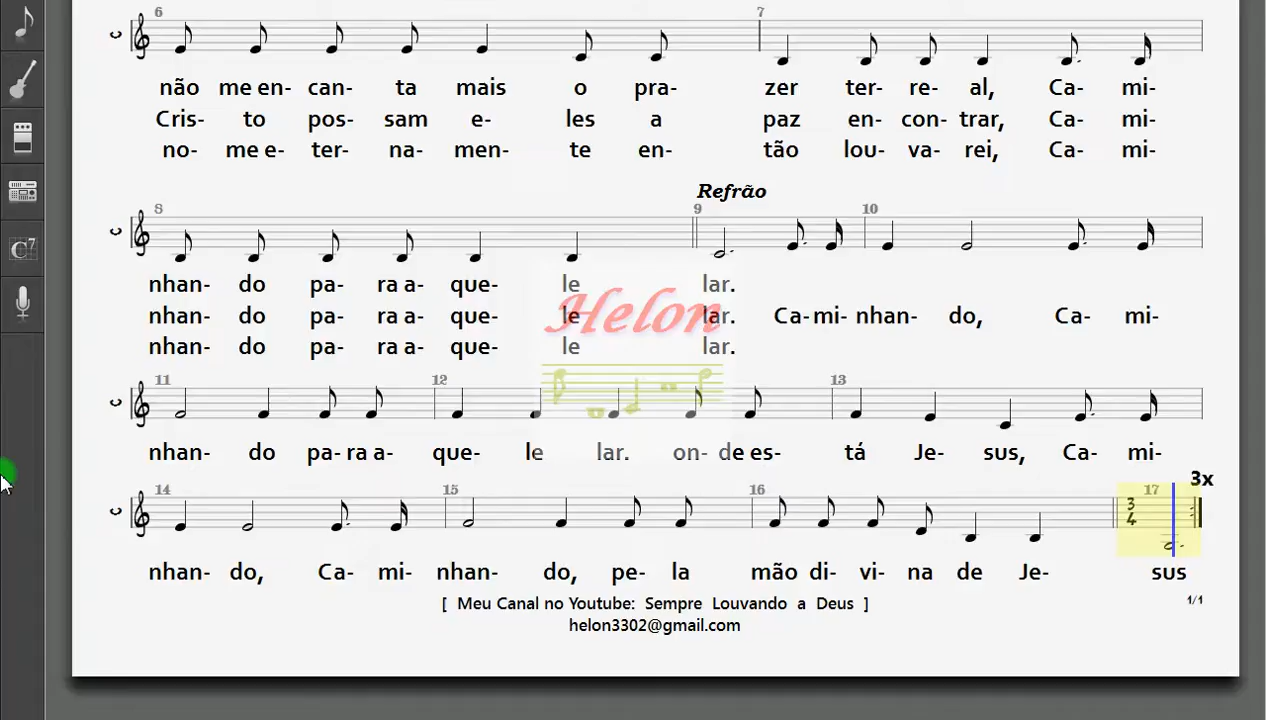 6 7
não me en- can- ta mais o pra- zer ter- re- al, Ca- mi-
Cris- to pos- sam e- les a paz en- con- trar, Ca- mi-
no- me e- ter- na- men- te en- tão lou- va- rei, Ca- mi-
Refrão
8 9 10
nhan- do pa- ra a- que- le lar.
nhan- do pa- ra a- que- le lar. Ca- mi- nhan- do, Ca- mi-
nhan- do pa- ra a- que- le lar.
Helon
11 12 13
nhan- do pa- ra a- que- le lar. on- de es- tá Je- sus, Ca- mi-
3x
14 15 16 17
3
4
nhan- do, Ca- mi- nhan- do, pe- la mão di- vi- na de Je- sus
[ Meu Canal no Youtube: Sempre Louvando a Deus ]
1/1
helon3302@gmail.com
C7